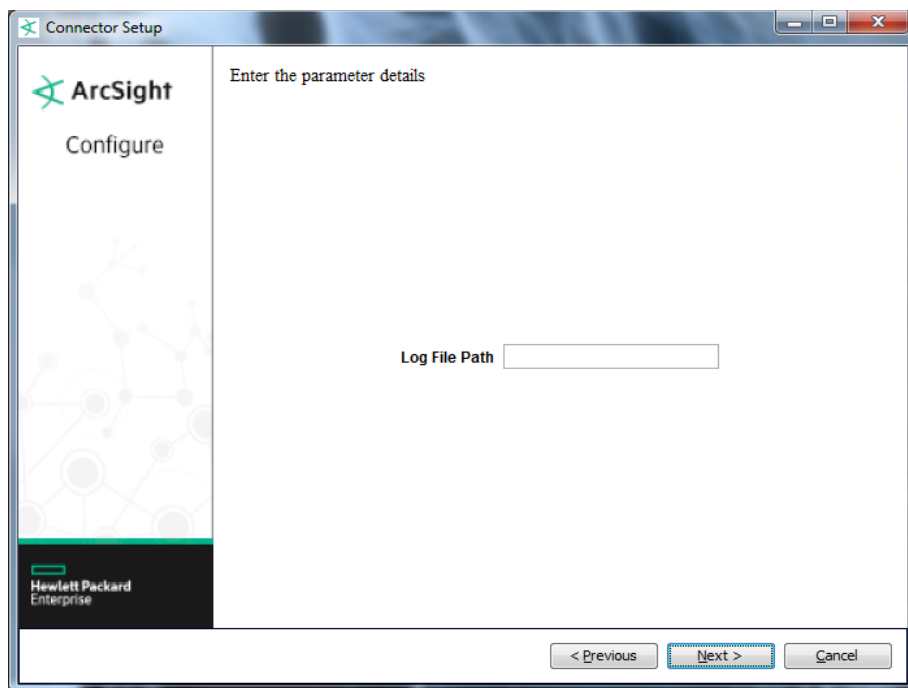 Connector Setup
ArcSight
Configure
Enter the parameter details
Log File Path
Hewlett Packard
Enterprise
< Previous
Next >
Cancel